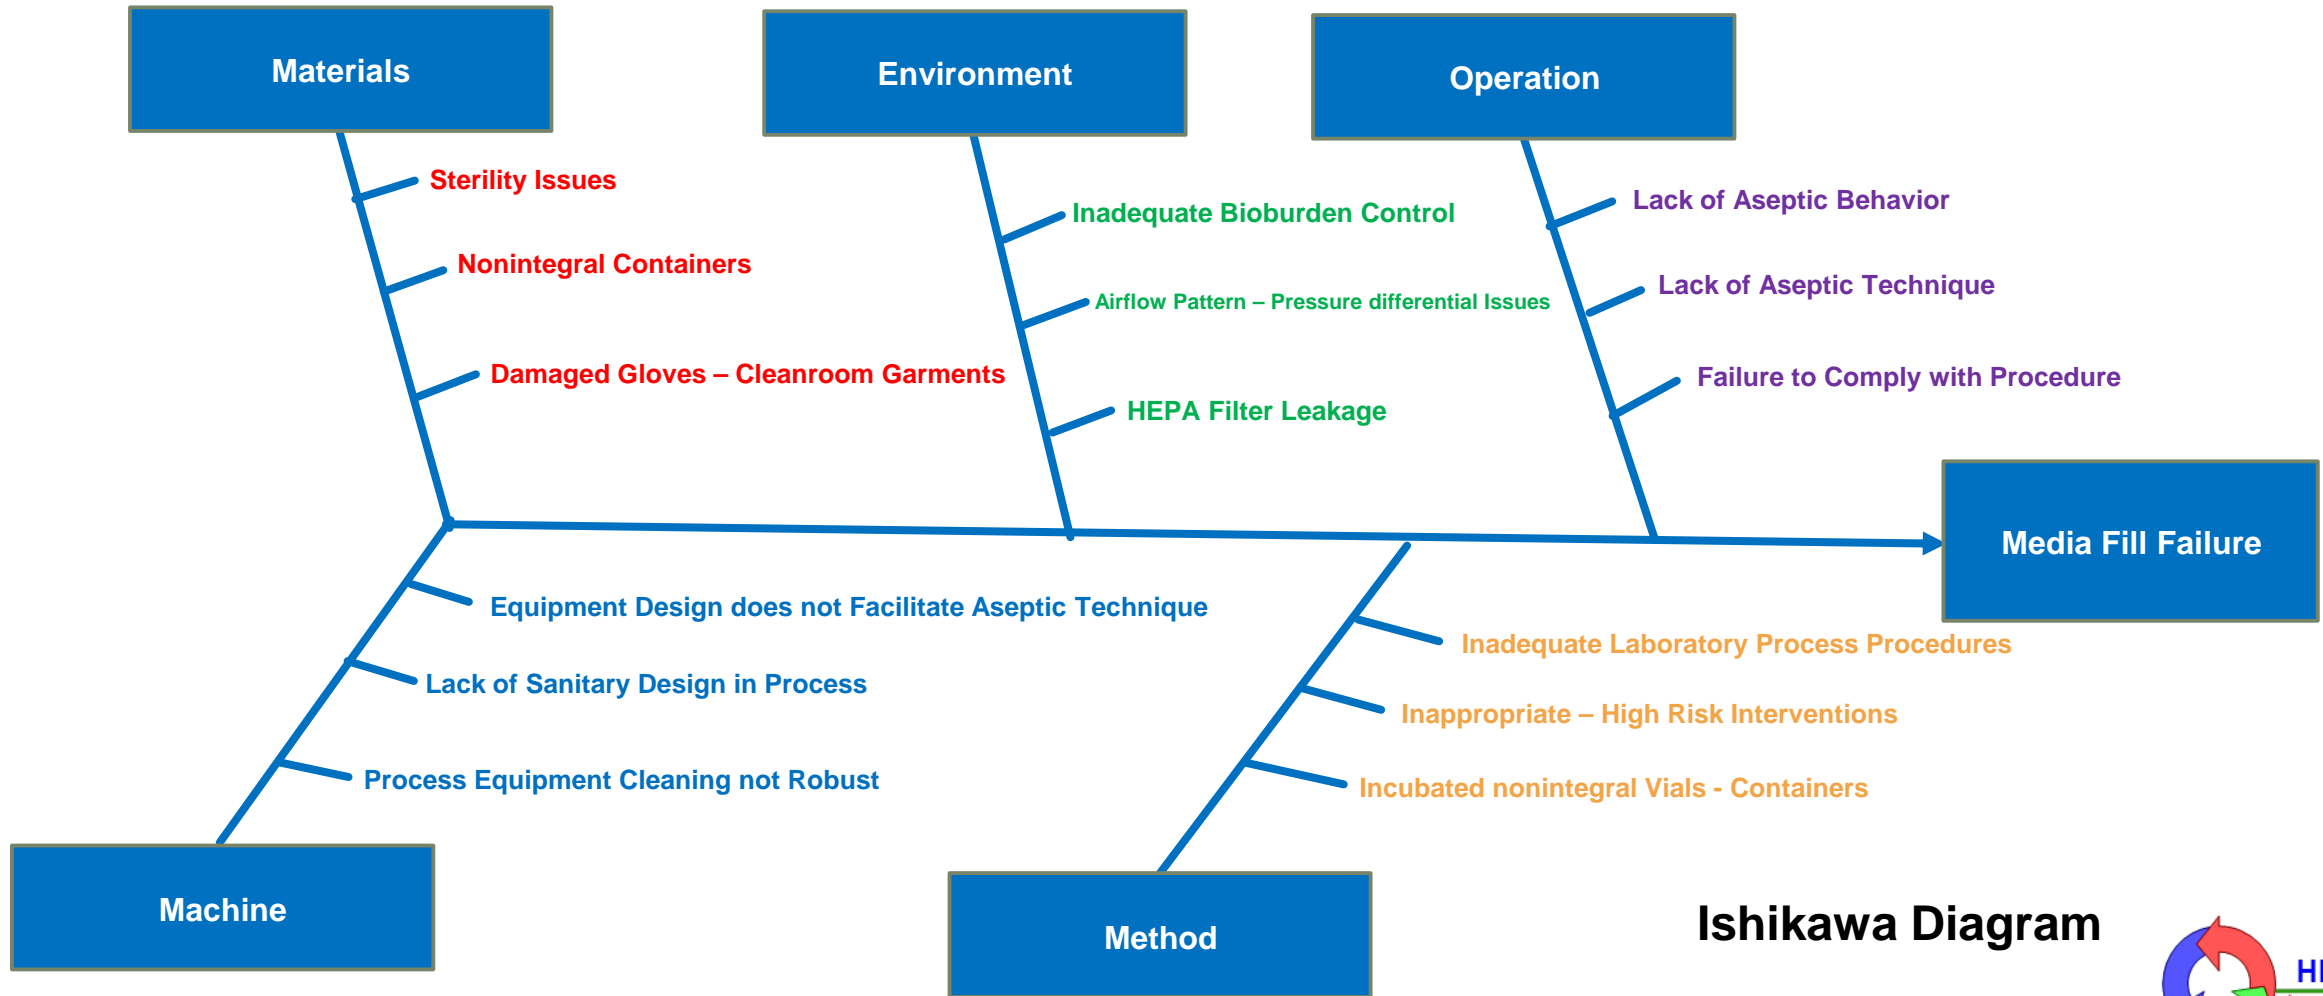 Materials
Environment
Operation
Sterility Issues
Nonintegral Containers
Damaged Gloves – Cleanroom Garments
Inadequate Bioburden Control
Airflow Pattern – Pressure differential Issues
HEPA Filter Leakage
Lack of Aseptic Behavior
Lack of Aseptic Technique
Failure to Comply with Procedure
Media Fill Failure
Equipment Design does not Facilitate Aseptic Technique
Lack of Sanitary Design in Process
Process Equipment Cleaning not Robust
Inadequate Laboratory Process Procedures
Inappropriate – High Risk Interventions
Incubated nonintegral Vials - Containers
Machine
Method
Ishikawa Diagram